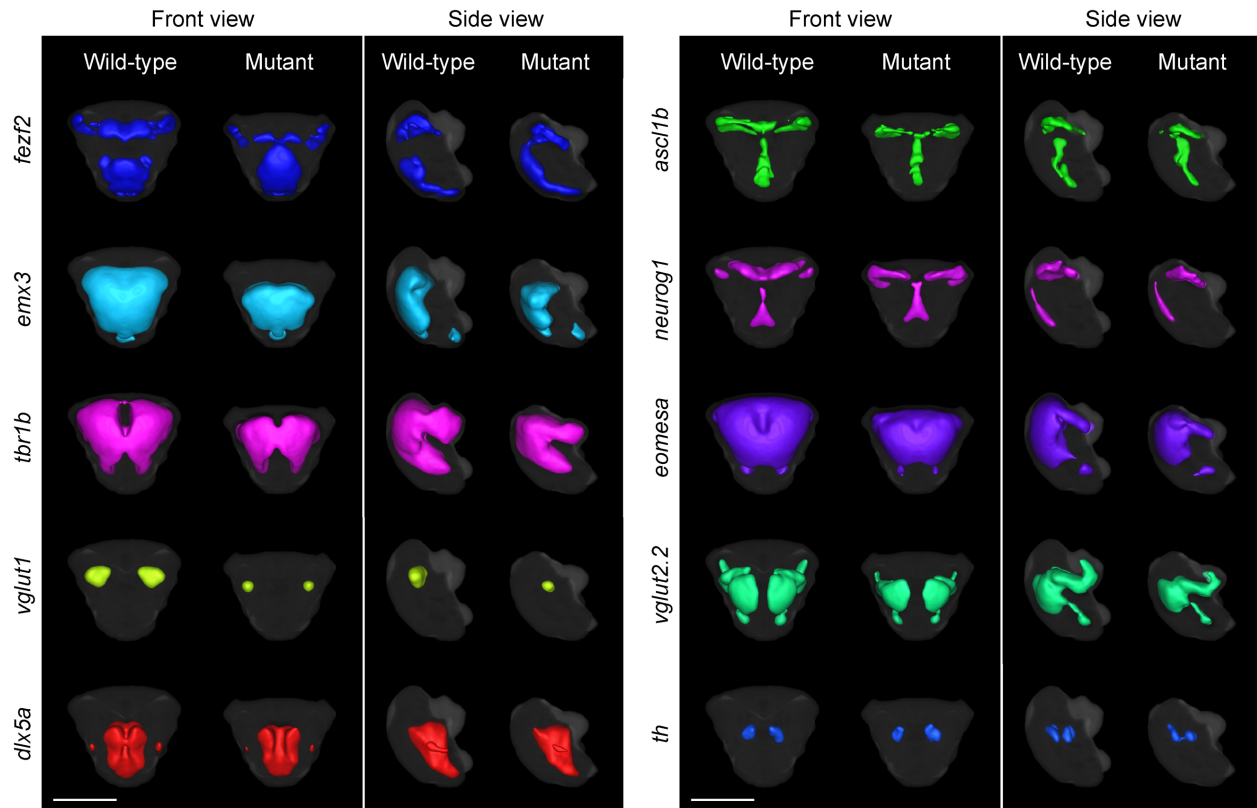 Front view Side view Front view Side view
Wild-type Mutant Wild-type Mutant Wild-type Mutant Wild-type Mutant
fezf2 ascl1b
emx3 neurog1
tbr1b eomesa
vglut1 vglut2.2
dlx5a th